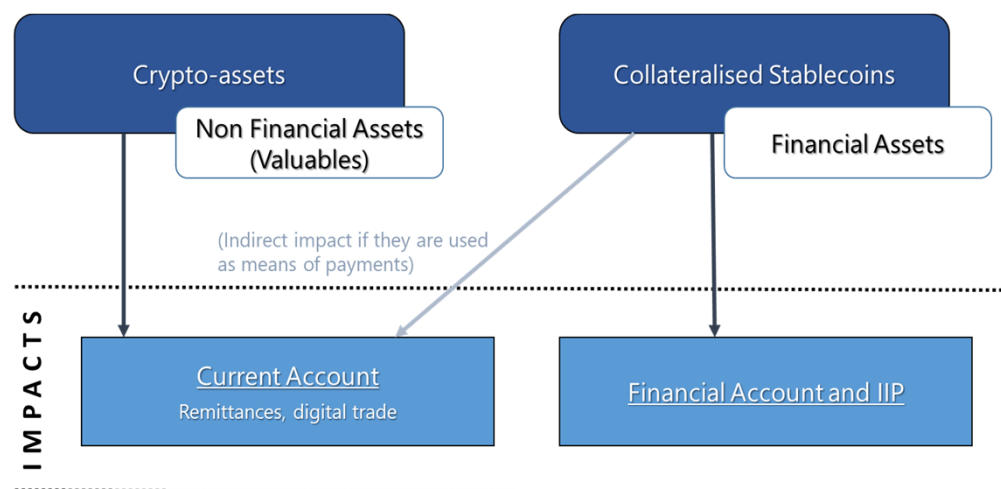 Crypto-assets
Non Financial Assets
(Valuables)
Collateralised Stablecoins
Financial Assets
(Indirect impact if they are used
as means of payments)
IMPACTS
Current Account
Remittances, digital trade
Financial Account and IIP